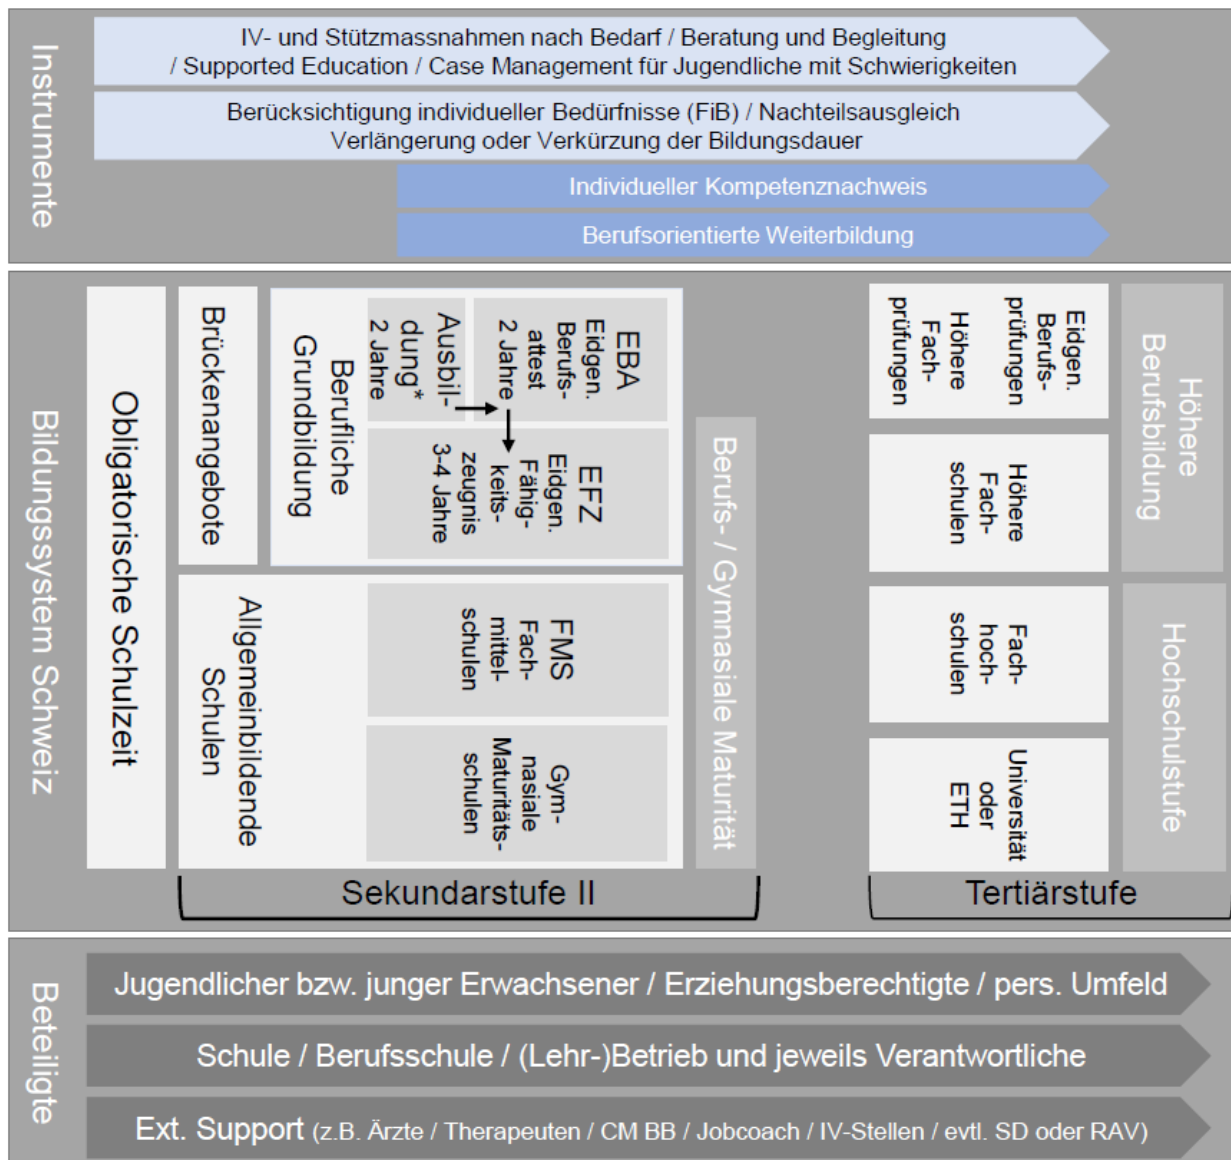 Instrumente
IV- und Stützmassnahmen nach Bedarf / Beratung und Begleitung
/ Supported Education / Case Management für Jugendliche mit Schwierigkeiten
Berücksichtigung individueller Bedürfnisse (FiB) / Nachteilsausgleich
Verlängerung oder Verkürzung der Bildungsdauer
Individueller Kompetenznachweis
Berufsorientierte Weiterbildung
Bildungssystem Schweiz
Obligatorische Schulzeit
Brückenangebote
Berufliche
Grundbildung
Ausbil-
dung*
2 Jahre
EBA
Eidgen.
Berufs-
attest
2 Jahre
EFZ
Eidgen.
Fähig-
keits-
zeugnis
3-4 Jahre
Allgemeinbildende
Schulen
FMS
Fach-
mittel-
schulen
Gym-
nasiale
Maturitäts-
schulen
Berufs- / Gymnasiale Maturität
Eidgen.
Berufs-
prüfungen
Höhere
Fach-
prüfungen
Höhere
Fach-
schulen
Fach-
hoch-
schulen
Universität
oder
ETH
Höhere
Berufsbildung
Hochschulstufe
Sekundarstufe II
Tertiärstufe
Beteiligte
Jugendlicher bzw. junger Erwachsener / Erziehungsberechtigte / pers. Umfeld
Schule / Berufsschule / (Lehr-)Betrieb und jeweils Verantwortliche
Ext. Support (z.B. Ärzte / Therapeuten / CM BB / Jobcoach / IV-Stellen / evtl. SD oder RAV)